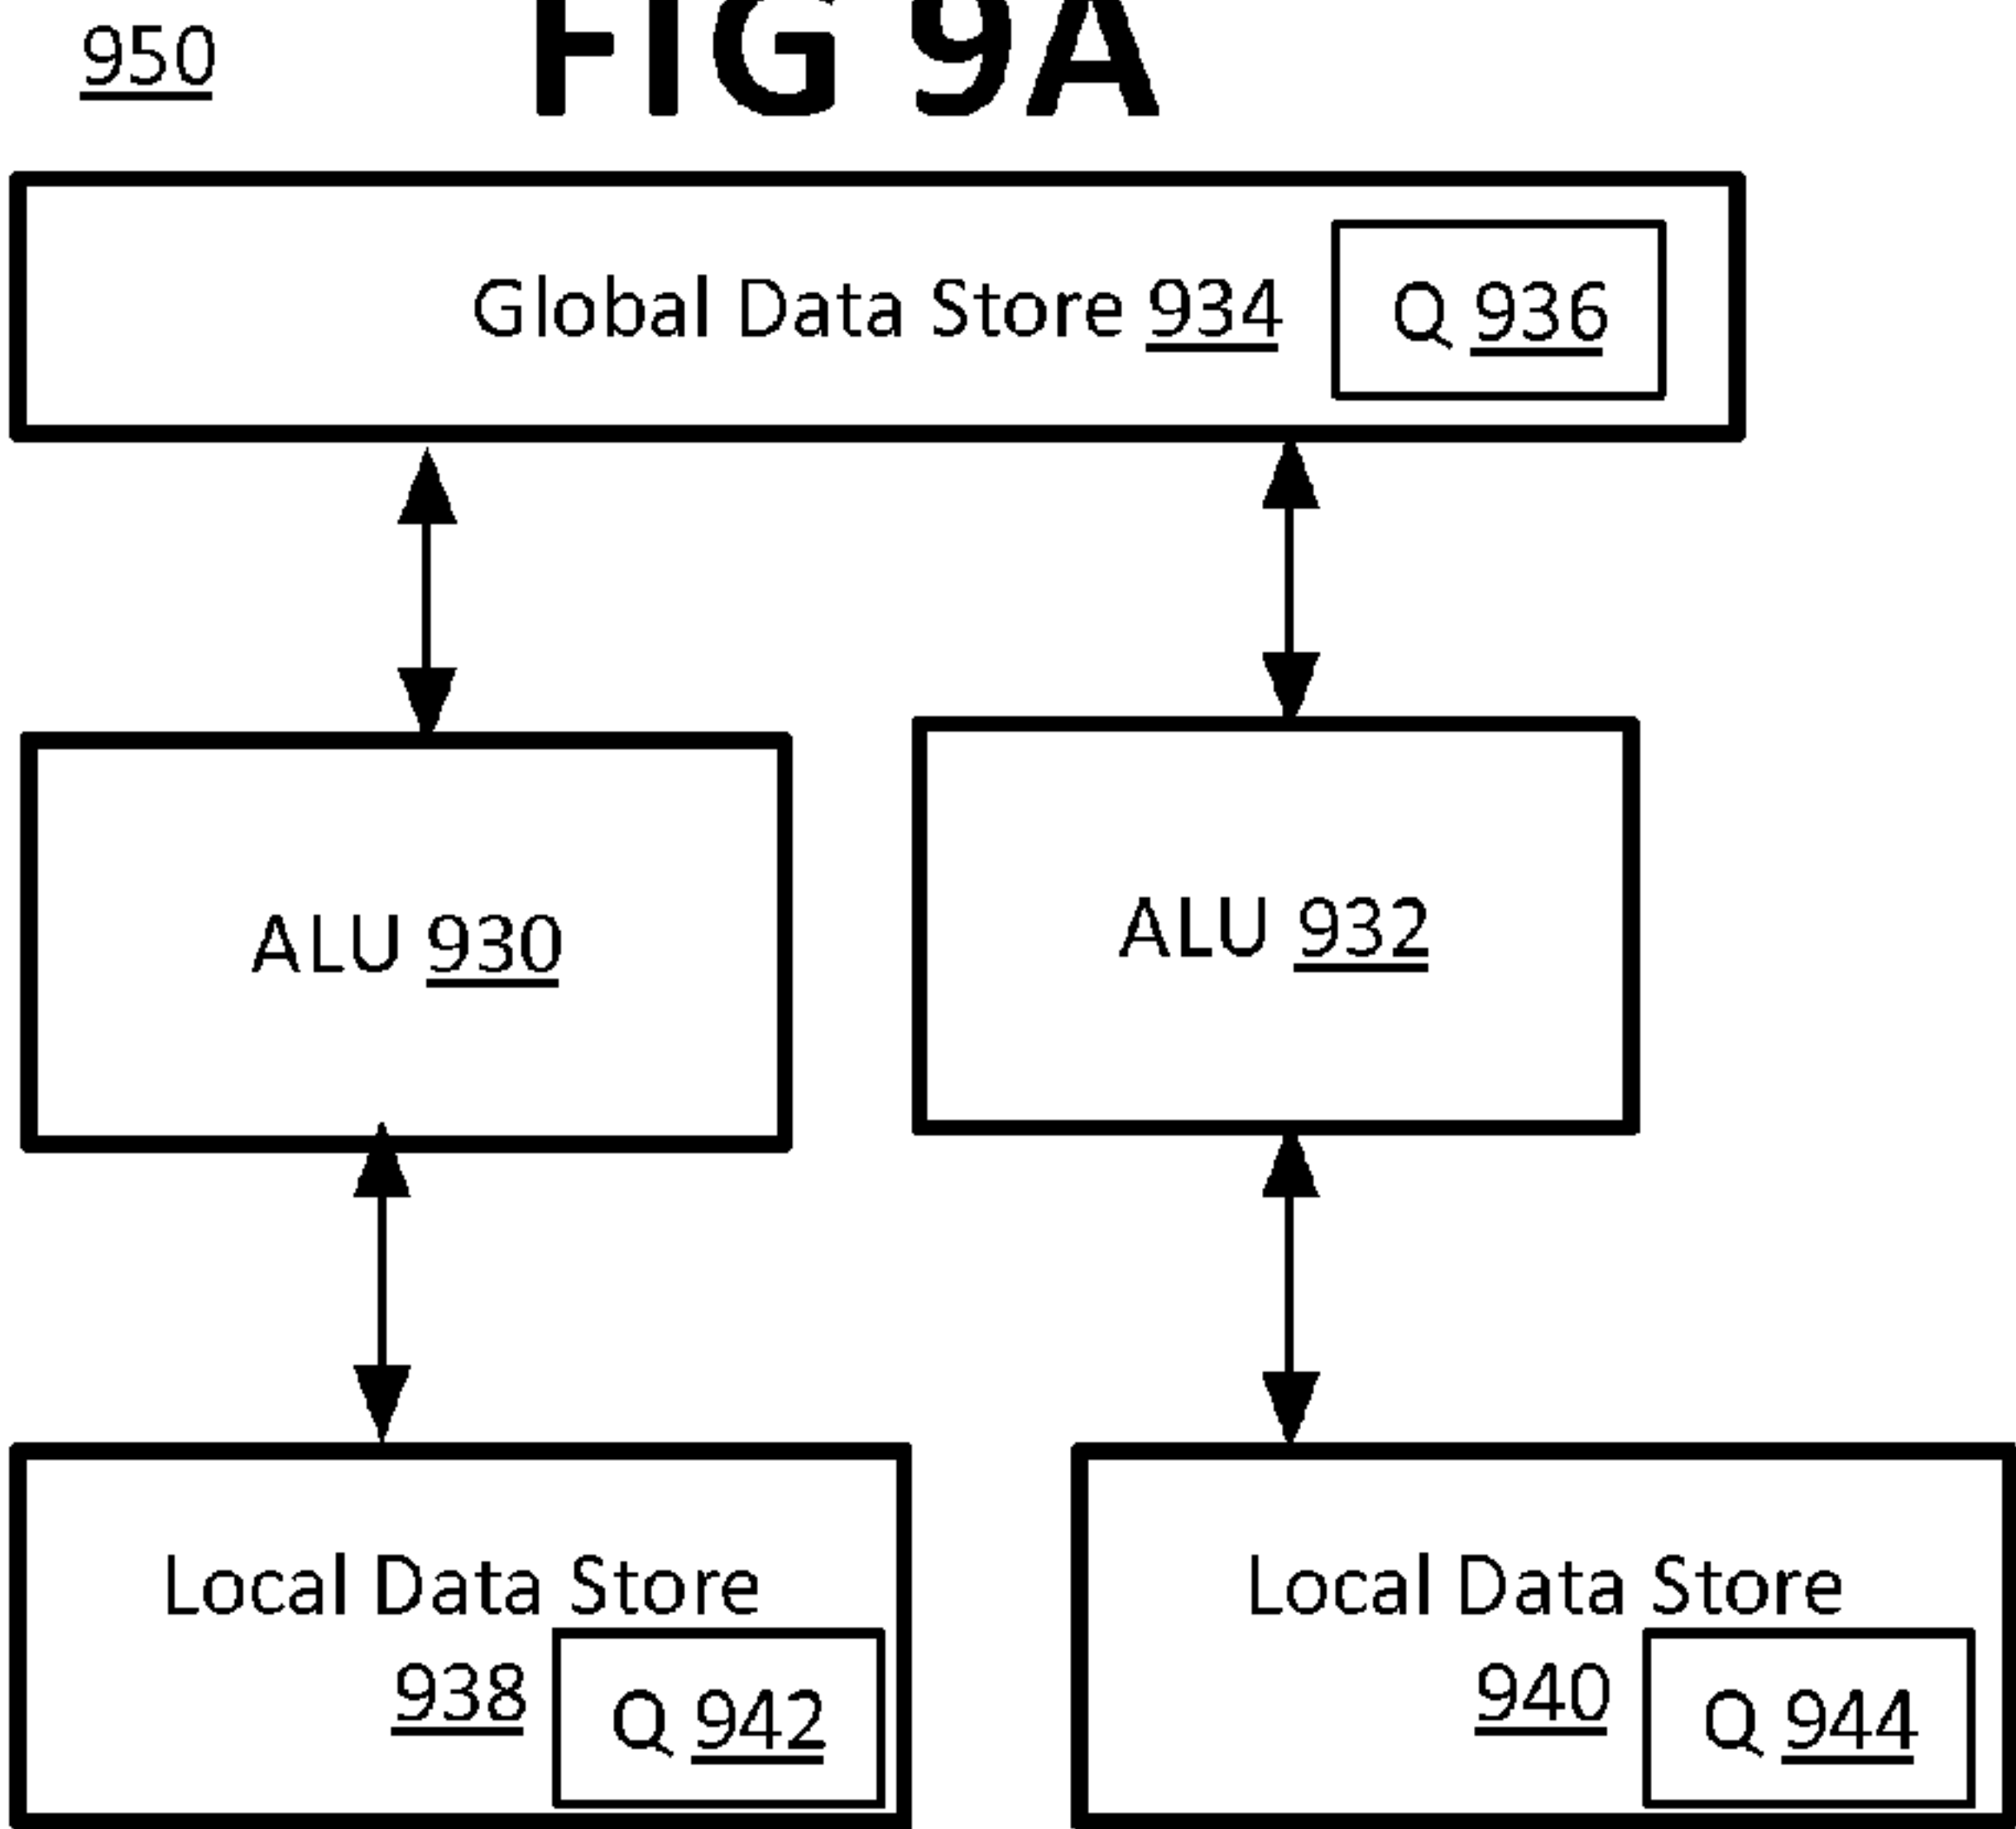 950
FIG 9A
Global Data Store 934
Q 936
ALU 930
ALU 932
Local Data Store
938
Q 942
Local Data Store
940
Q 944